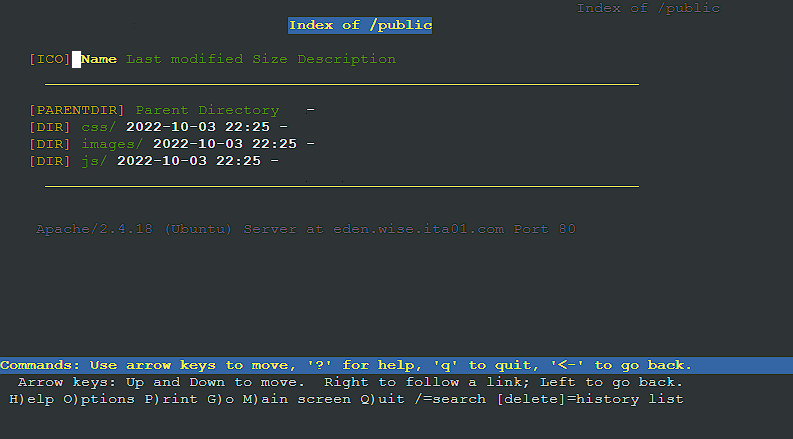 Index of /public
Index of /public
[ICO] Name Last modified Size Description
[PARENTDIR] Parent Directory -
[DIR] css/ 2022-10-03 22:25 -
[DIR] images/ 2022-10-03 22:25 -
[DIR] js/ 2022-10-03 22:25 -
Apache/2.4.18 (Ubuntu) Server at eden.wise.ita01.com Port 80
Commands: Use arrow keys to move, '?' for help, 'q' to quit, '<-' to go back.
Arrow keys: Up and Down to move. Right to follow a link; Left to go back.
H)elp O)ptions P)rint G)o M)ain screen Q)uit /=search [delete]=history list